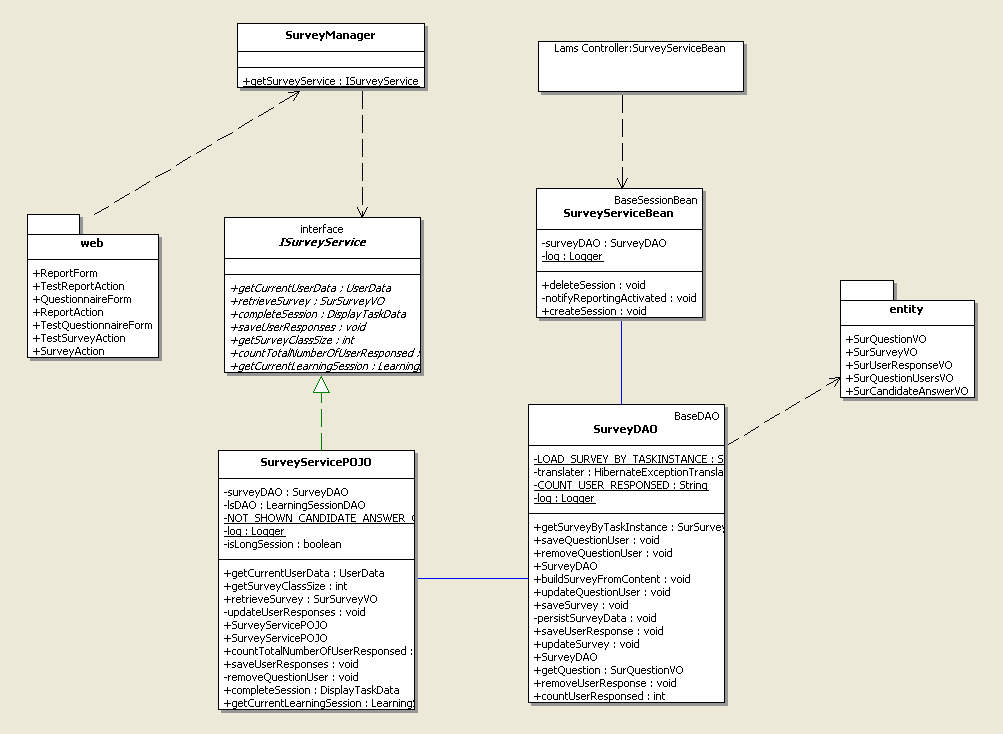 SurveyManager
+getSurveyService : ISurveyService
Lams Controller:SurveyServiceBean
web
+ReportForm
+TestReportAction
+QuestionnaireForm
+ReportAction
+TestQuestionnaireForm
+TestSurveyAction
+SurveyAction
interface
ISurveyService
+getCurrentUserData : UserData
+retrieveSurvey : SurSurveyVO
+completeSession : DisplayTaskData
+saveUserResponses : void
+getSurveyClassSize : int
+countTotalNumberOfUserResponsed :
+getCurrentLearningSession : Learning
BaseSessionBean
SurveyServiceBean
-surveyDAO : SurveyDAO
-log : Logger
+deleteSession : void
-notifyReportingActivated : void
+createSession : void
entity
+SurQuestionVO
+SurSurveyVO
+SurUserResponseVO
+SurQuestionUsersVO
+SurCandidateAnswerVO
SurveyServicePOJO
-surveyDAO : SurveyDAO
-lsDAO : LearningSessionDAO
-NOT_SHOWN_CANDIDATE_ANSWER_
-log : Logger
-isLongSession : boolean
+getCurrentUserData : UserData
+getSurveyClassSize : int
+retrieveSurvey : SurSurveyVO
-updateUserResponses : void
+SurveyServicePOJO
+SurveyServicePOJO
+countTotalNumberOfUserResponsed :
+saveUserResponses : void
-removeQuestionUser : void
+completeSession : DisplayTaskData
+getCurrentLearningSession : Learning
BaseDAO
SurveyDAO
-LOAD_SURVEY_BY_TASKINSTANCE : S
-translater : HibernateExceptionTransla
-COUNT_USER_RESPONSED : String
-log : Logger
+getSurveyByTaskInstance : SurSurvey
+saveQuestionUser : void
+removeQuestionUser : void
+SurveyDAO
+buildSurveyFromContent : void
+updateQuestionUser : void
+saveSurvey : void
-persistSurveyData : void
+saveUserResponse : void
+updateSurvey : void
+SurveyDAO
+getQuestion : SurQuestionVO
+removeUserResponse : void
+countUserResponsed : int